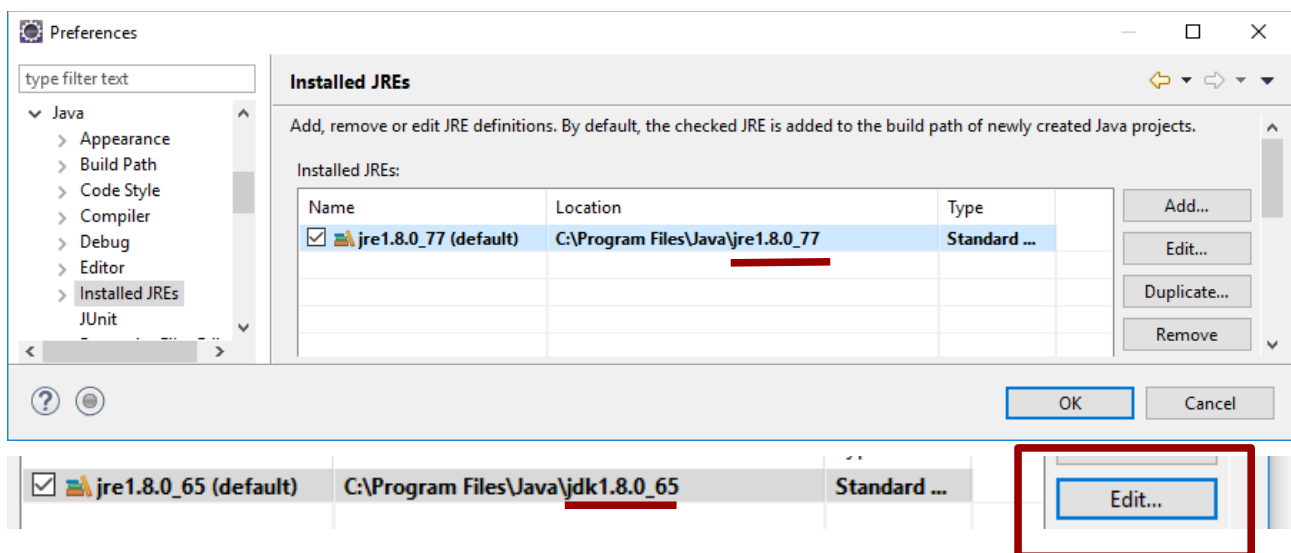 Preferences
type filter text
Installed JREs
Java
Appearance
Build Path
Code Style
Compiler
Debug
Editor
Installed JREs
JUnit
Add, remove or edit JRE definitions. By default, the checked JRE is added to the build path of newly created Java projects.
Installed JREs:
Name Location Type
jre1.8.0_77 (default) C:\Program Files\Java\jre1.8.0_77 Standard ...
Add...
Edit...
Duplicate...
Remove
OK Cancel
jre1.8.0_65 (default) C:\Program Files\Java\jdk1.8.0_65 Standard ...
Edit...